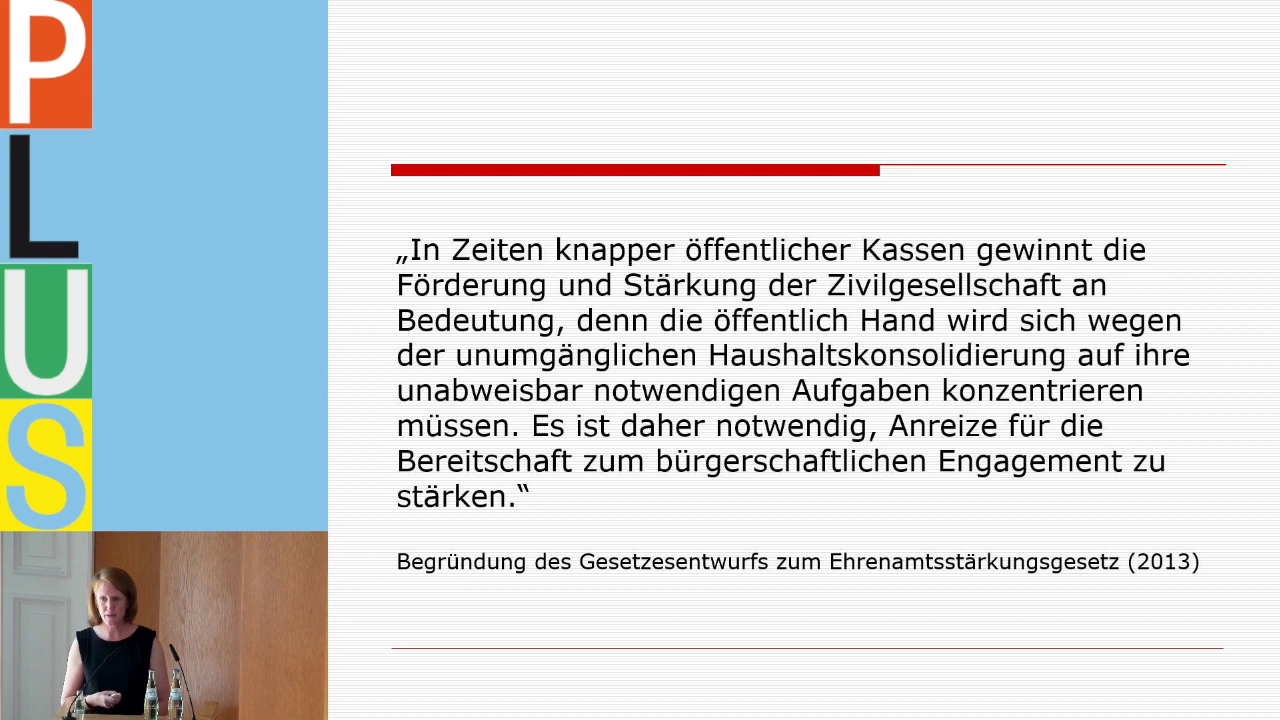 PLUS
„In Zeiten knapper öffentlicher Kassen gewinnt die
Förderung und Stärkung der Zivilgesellschaft an
Bedeutung, denn die öffentlich Hand wird sich wegen
der unumgänglichen Haushaltskonsolidierung auf ihre
unabweisbar notwendigen Aufgaben konzentrieren
müssen. Es ist daher notwendig, Anreize für die
Bereitschaft zum bürgerschaftlichen Engagement zu
stärken.“
Begründung des Gesetzesentwurfs zum Ehrenamtsstärkungsgesetz (2013)